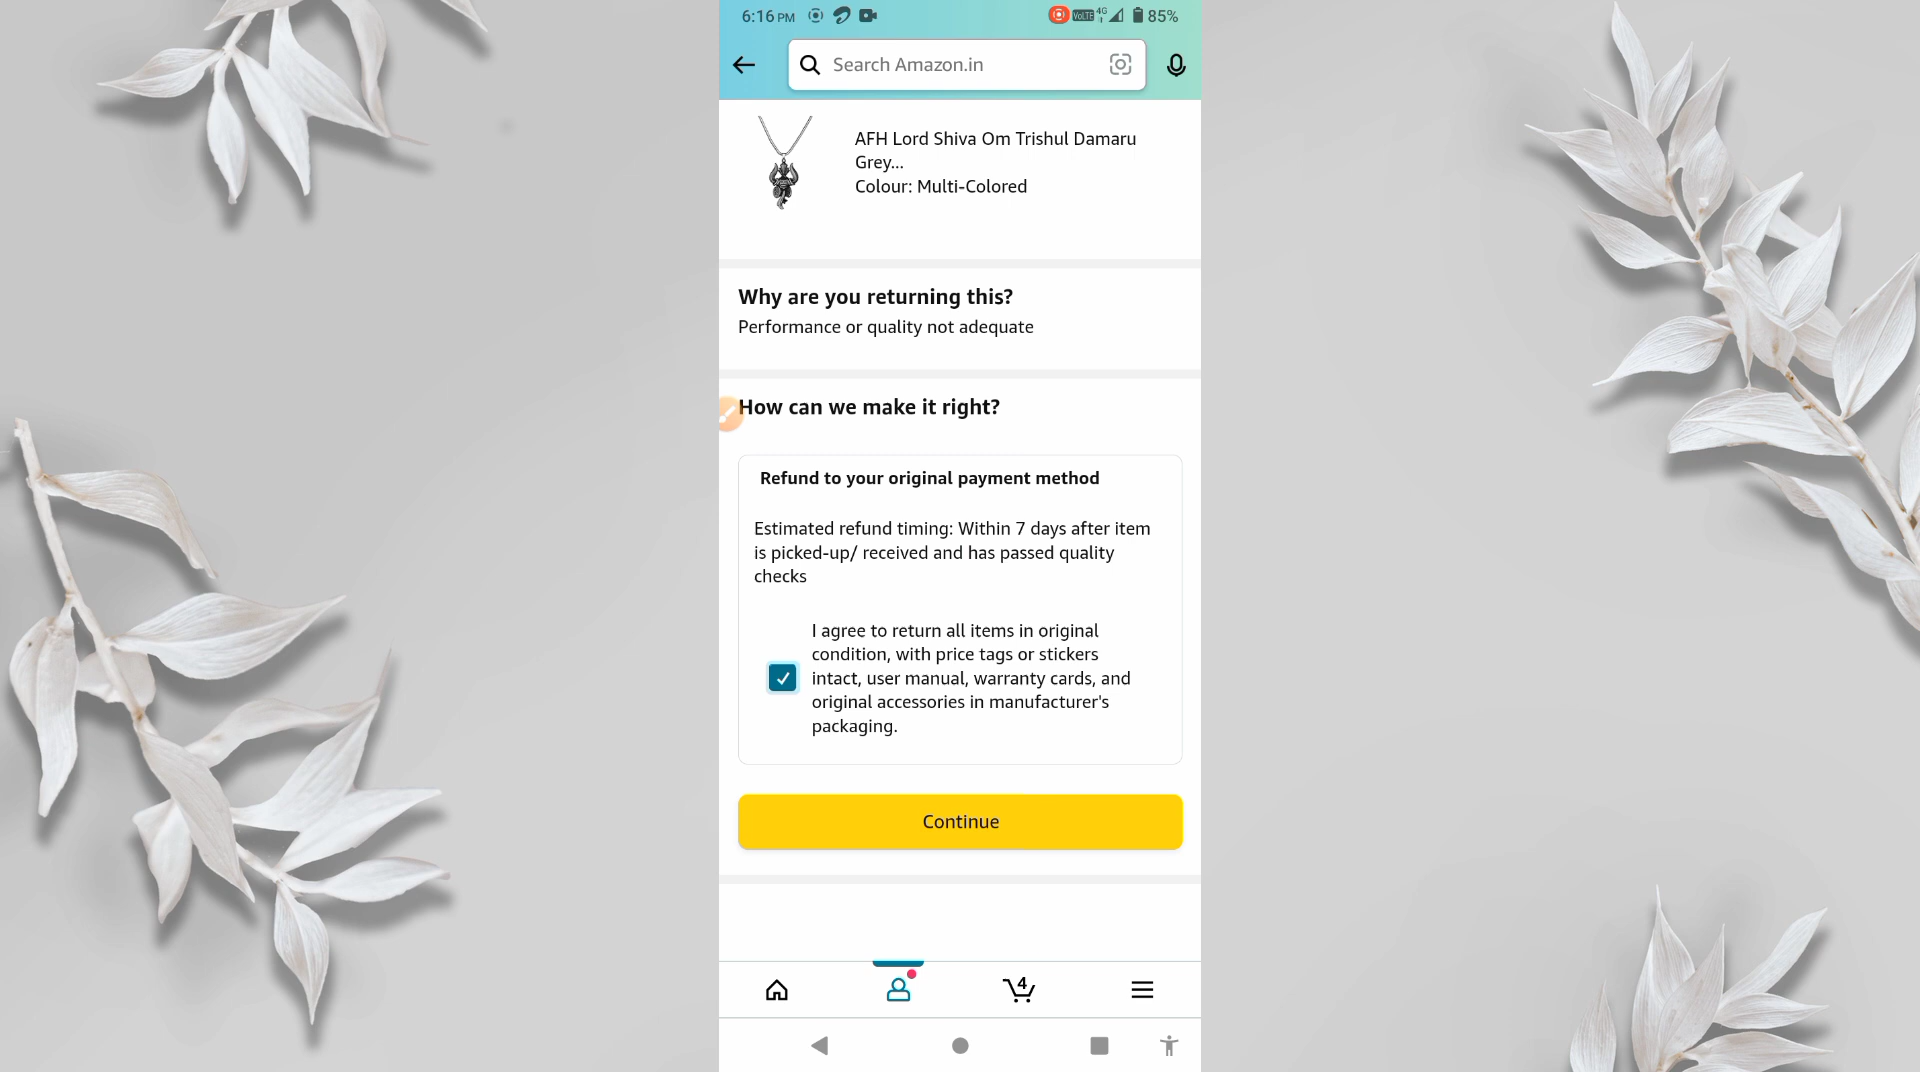 6:16 PM
VoLTE 4G 85%
Search Amazon.in
AFH Lord Shiva Om Trishul Damaru
Grey...
Colour: Multi-Colored
Why are you returning this?
Performance or quality not adequate
How can we make it right?
Refund to your original payment method
Estimated refund timing: Within 7 days after item
is picked-up/ received and has passed quality
checks
I agree to return all items in original
condition, with price tags or stickers
intact, user manual, warranty cards, and
original accessories in manufacturer's
packaging.
Continue
4